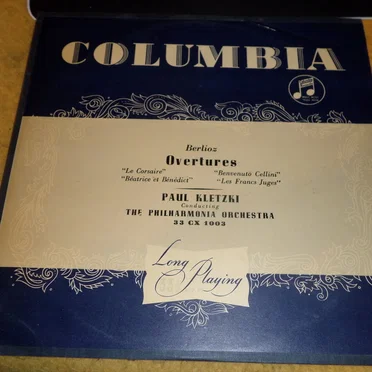 COLUMBIA
Berlioz
Overtures
"Le Corsaire" "Benvenuto Cellini"
"Béatrice et Bénédict" "Les Francs Juges"
PAUL KLETZKI
Conducting
THE PHILHARMONIA ORCHESTRA
33 CX 1003
Long Playing